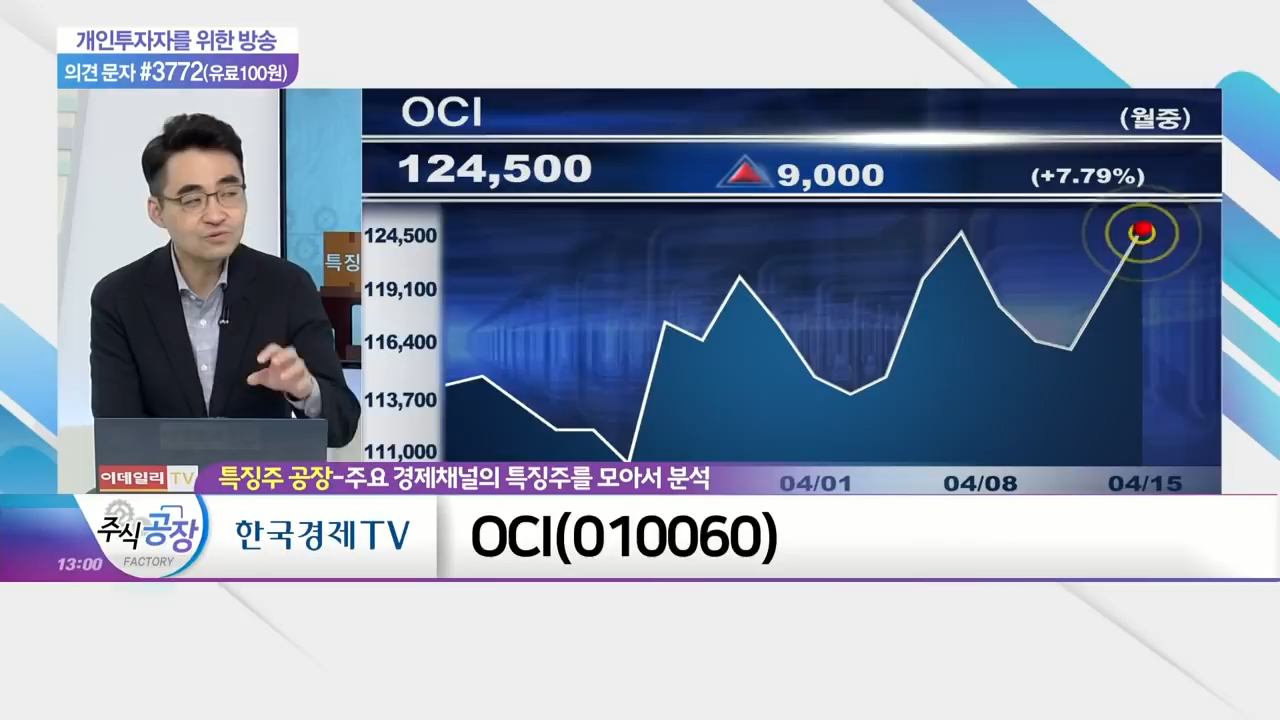 개인투자자를 위한 방송
의견 문자 #3772(유료100원)
OCI
(월중)
124,500
9,000
(+7.79%)
특징
124,500
119,100
116,400
113,700
111,000
04/01
04/08
04/15
이데일리 TV
특징주 공장-주요 경제채널의 특징주를 모아서 분석
주식공장
FACTORY
13:00
한국경제TV
OCI(010060)